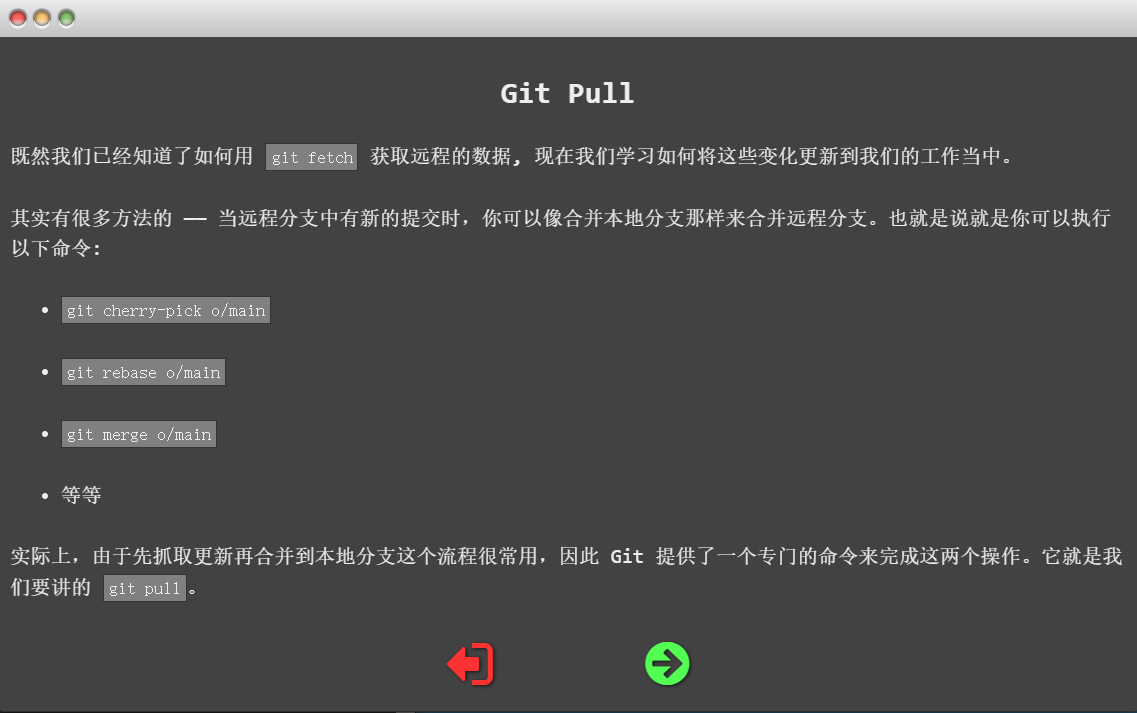 Git Pull
既然我们已经知道了如何用 git fetch 获取远程的数据, 现在我们学习如何将这些变化更新到我们的工作当中。
其实有很多方法的 —— 当远程分支中有新的提交时，你可以像合并本地分支那样来合并远程分支。也就是说就是你可以执行
以下命令:
• git cherry-pick o/main
• git rebase o/main
• git merge o/main
• 等等
实际上，由于先抓取更新再合并到本地分支这个流程很常用，因此 Git 提供了一个专门的命令来完成这两个操作。它就是我
们要讲的 git pull。